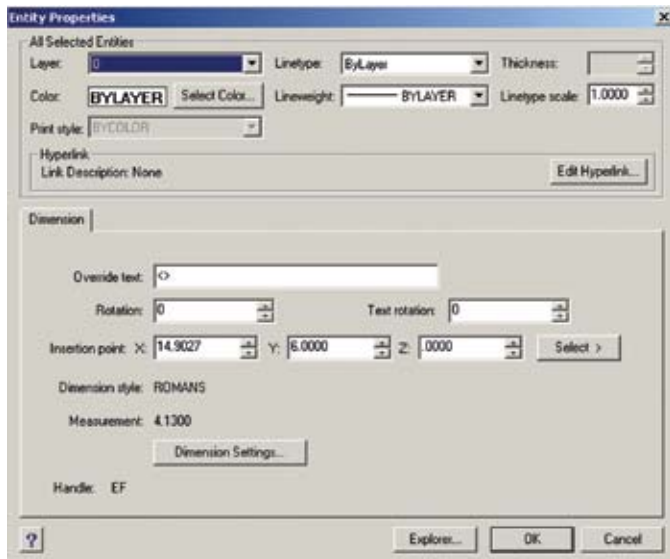 Entity Properties
All Selected Entities
Layer: 0 Linetype: ByLayer Thickness:
Color: BYLAYER Select Color... Lineweight: BYLAYER Linetype scale: 1.0000
Print style: BYCOLOR
Hyperlink
Link Description: None Edit Hyperlink...
Dimension
Override text: <>
Rotation: 0 Text rotation: 0
Insertion point: X: 14.9027 Y: 6.0000 Z: .0000 Select >
Dimension style: ROMANS
Measurement: 4.1300
Dimension Settings...
Handle: EF
? Explorer... OK Cancel